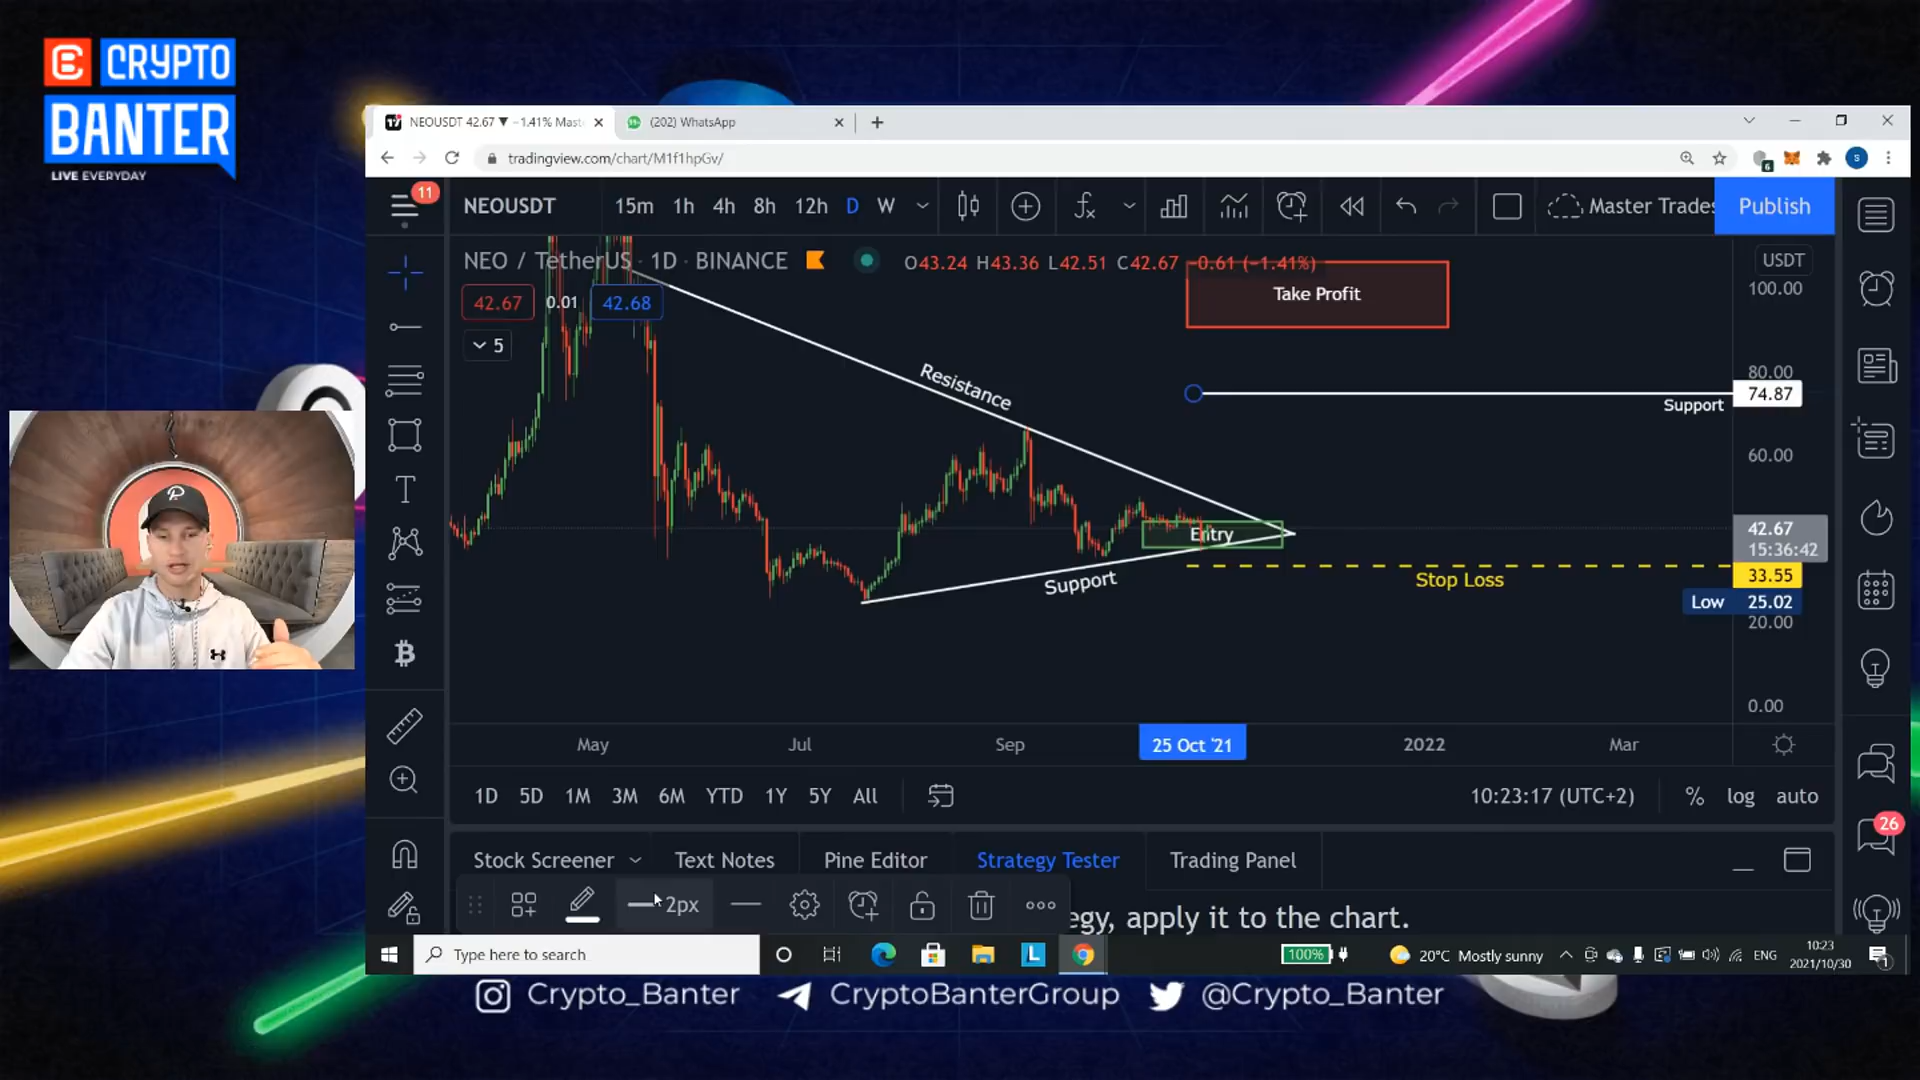 CRYPTO
BANTER
LIVE EVERYDAY
NEOUSDT 42.67 ▼ −1.41% Mast
(202) WhatsApp
tradingview.com/chart/M1f1hpGv/
6
S
11
NEOUSDT
15m 1h 4h 8h 12h D W
Master Trades
Publish
NEO / TetherUS · 1D · BINANCE
O43.24 H43.36 L42.51 C42.67 −0.61 (−1.41%)
42.67 0.01 42.68
5
Take Profit
USDT
100.00
80.00
74.87
60.00
42.67
15:36:42
33.55
Low 25.02
20.00
0.00
Resistance
Support
Entry
Support
Stop Loss
May Jul Sep 25 Oct '21 2022 Mar
1D 5D 1M 3M 6M YTD 1Y 5Y All
10:23:17 (UTC+2) % log auto
26
Stock Screener Text Notes Pine Editor Strategy Tester Trading Panel
2px
egy, apply it to the chart.
Type here to search
100%
20°C Mostly sunny
ENG
10:23
2021/10/30
1
Crypto_Banter CryptoBanterGroup @Crypto_Banter